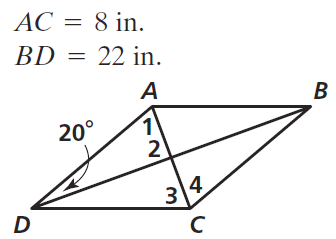 AC = 8 in.
BD = 22 in.
A
B
20°
1
2
3
4
D
C